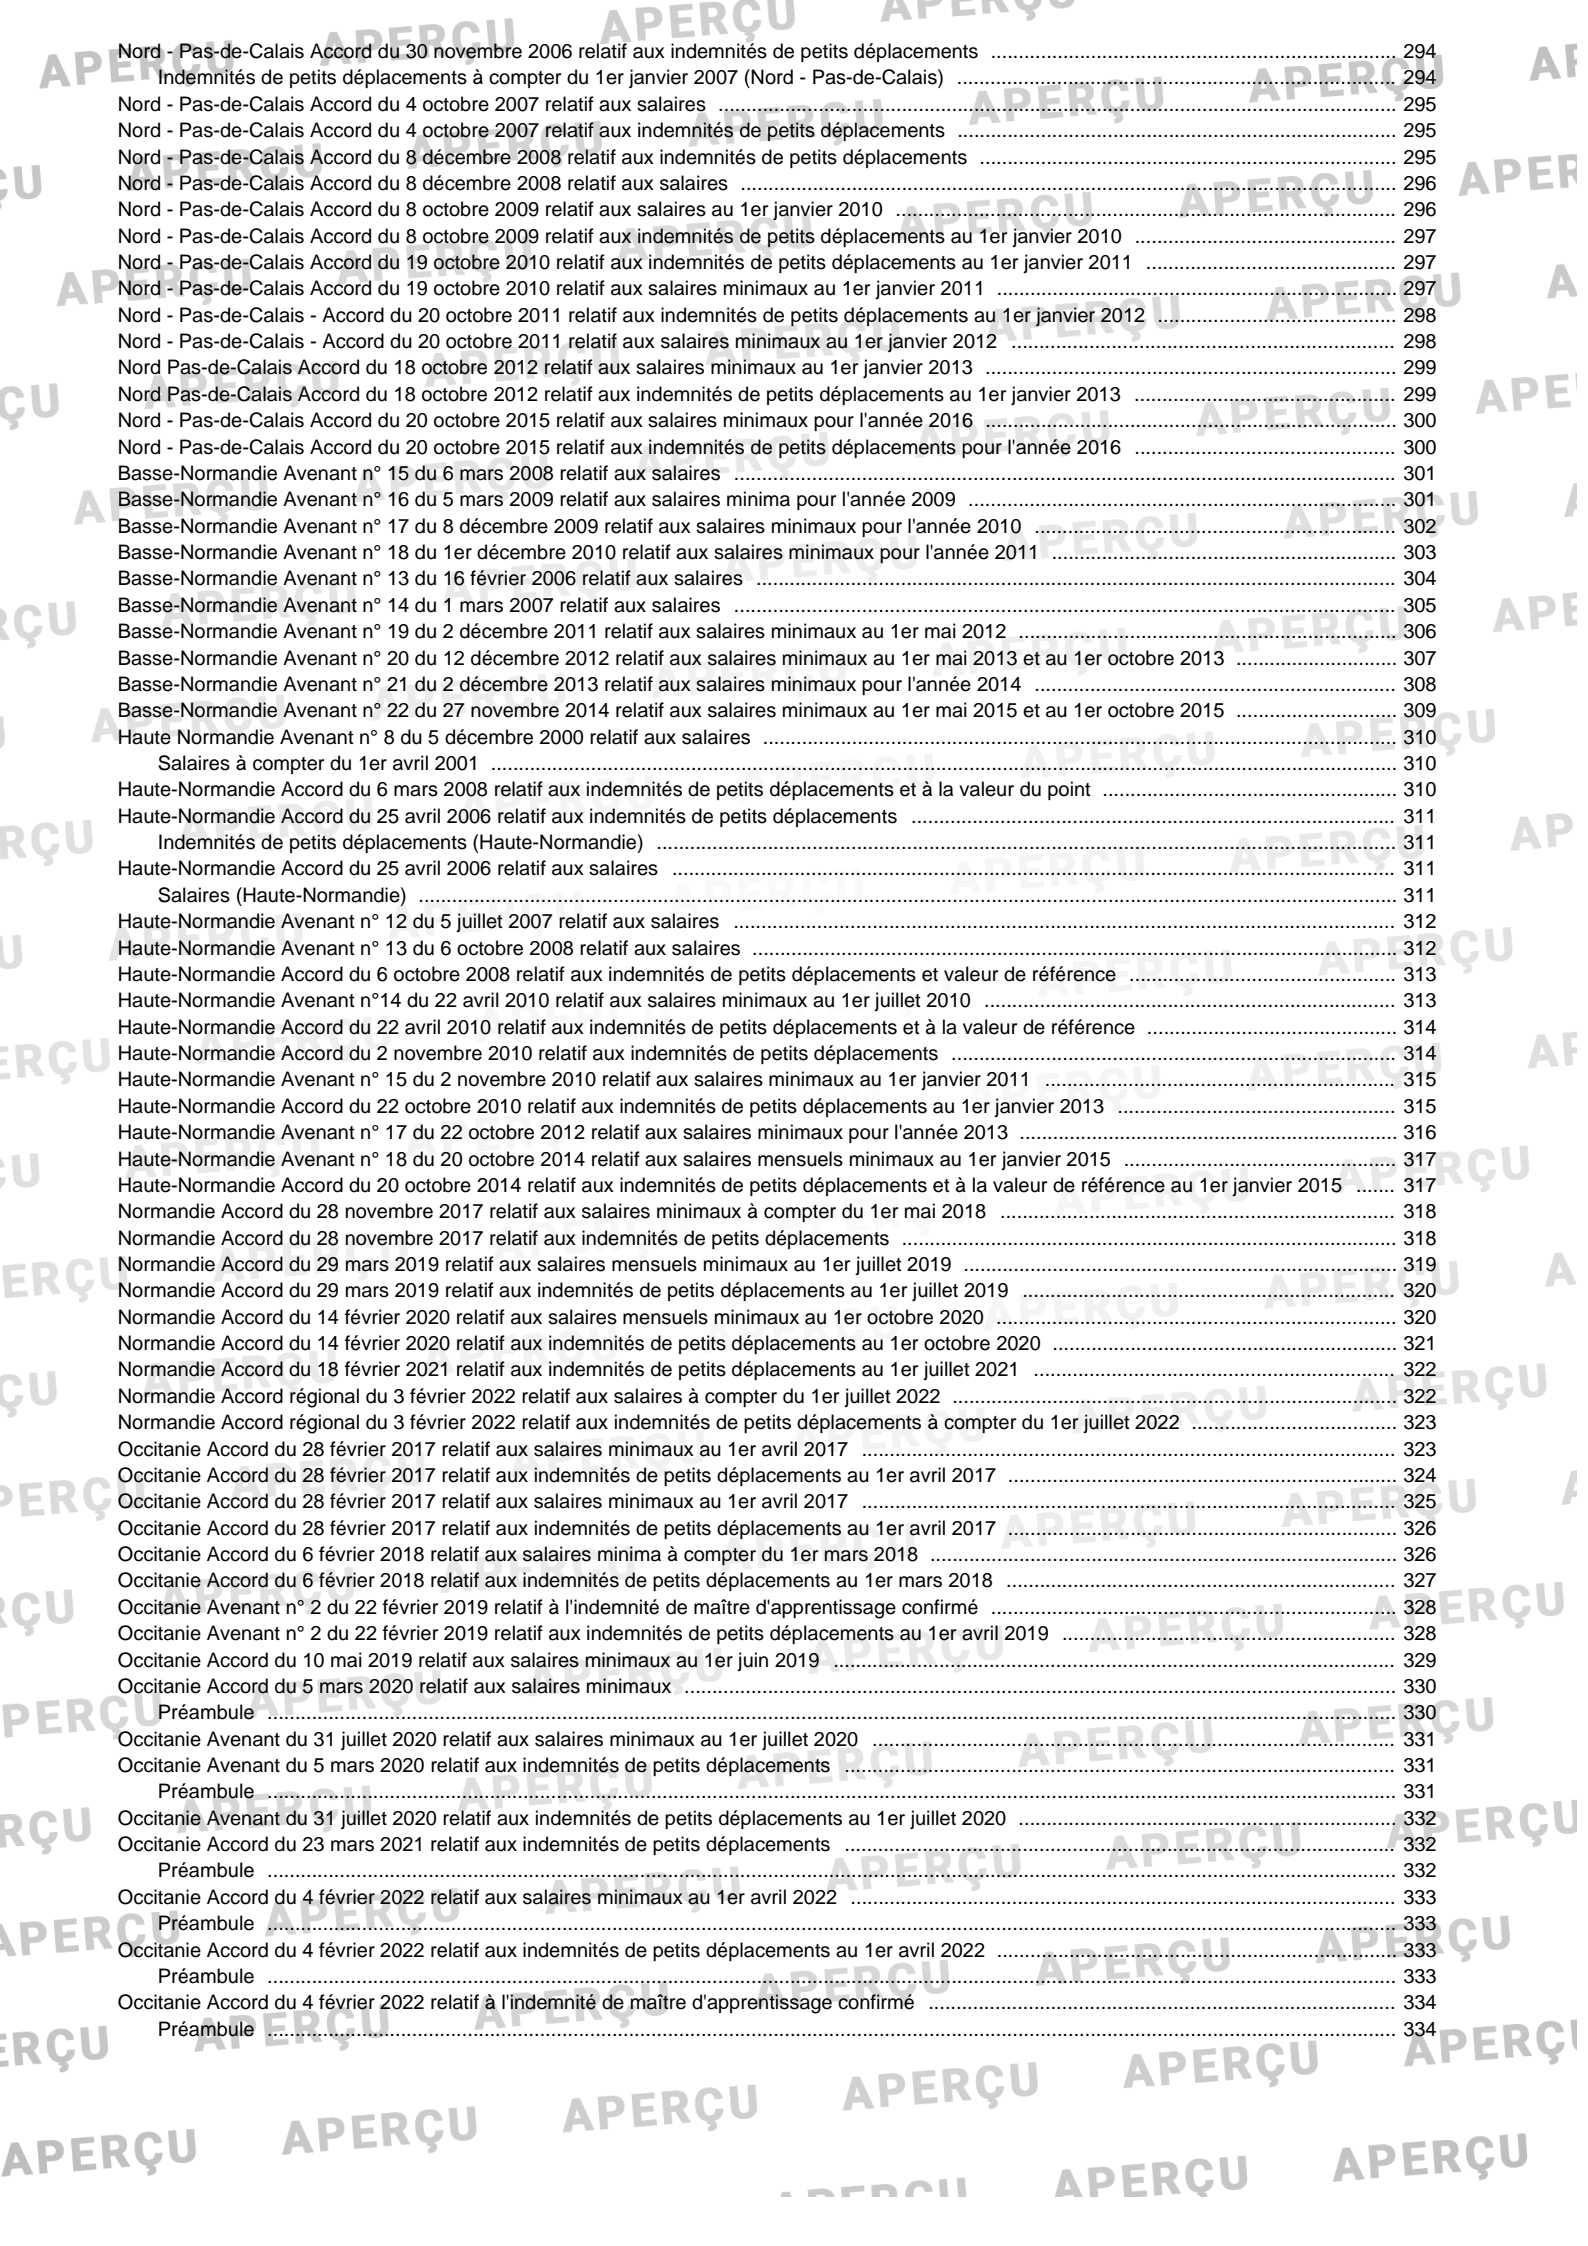 Nord - Pas-de-Calais Accord du 30 novembre 2006 relatif aux indemnités de petits déplacements 294
Indemnités de petits déplacements à compter du 1er janvier 2007 (Nord - Pas-de-Calais) 294
Nord - Pas-de-Calais Accord du 4 octobre 2007 relatif aux salaires 295
Nord - Pas-de-Calais Accord du 4 octobre 2007 relatif aux indemnités de petits déplacements 295
Nord - Pas-de-Calais Accord du 8 décembre 2008 relatif aux indemnités de petits déplacements 295
Nord - Pas-de-Calais Accord du 8 décembre 2008 relatif aux salaires 296
Nord - Pas-de-Calais Accord du 8 octobre 2009 relatif aux salaires au 1er janvier 2010 296
Nord - Pas-de-Calais Accord du 8 octobre 2009 relatif aux indemnités de petits déplacements au 1er janvier 2010 297
Nord - Pas-de-Calais Accord du 19 octobre 2010 relatif aux indemnités de petits déplacements au 1er janvier 2011 297
Nord - Pas-de-Calais Accord du 19 octobre 2010 relatif aux salaires minimaux au 1er janvier 2011 297
Nord - Pas-de-Calais - Accord du 20 octobre 2011 relatif aux indemnités de petits déplacements au 1er janvier 2012 298
Nord - Pas-de-Calais - Accord du 20 octobre 2011 relatif aux salaires minimaux au 1er janvier 2012 298
Nord Pas-de-Calais Accord du 18 octobre 2012 relatif aux salaires minimaux au 1er janvier 2013 299
Nord Pas-de-Calais Accord du 18 octobre 2012 relatif aux indemnités de petits déplacements au 1er janvier 2013 299
Nord - Pas-de-Calais Accord du 20 octobre 2015 relatif aux salaires minimaux pour l'année 2016 300
Nord - Pas-de-Calais Accord du 20 octobre 2015 relatif aux indemnités de petits déplacements pour l'année 2016 300
Basse-Normandie Avenant n° 15 du 6 mars 2008 relatif aux salaires 301
Basse-Normandie Avenant n° 16 du 5 mars 2009 relatif aux salaires minima pour l'année 2009 301
Basse-Normandie Avenant n° 17 du 8 décembre 2009 relatif aux salaires minimaux pour l'année 2010 302
Basse-Normandie Avenant n° 18 du 1er décembre 2010 relatif aux salaires minimaux pour l'année 2011 303
Basse-Normandie Avenant n° 13 du 16 février 2006 relatif aux salaires 304
Basse-Normandie Avenant n° 14 du 1 mars 2007 relatif aux salaires 305
Basse-Normandie Avenant n° 19 du 2 décembre 2011 relatif aux salaires minimaux au 1er mai 2012 306
Basse-Normandie Avenant n° 20 du 12 décembre 2012 relatif aux salaires minimaux au 1er mai 2013 et au 1er octobre 2013 307
Basse-Normandie Avenant n° 21 du 2 décembre 2013 relatif aux salaires minimaux pour l'année 2014 308
Basse-Normandie Avenant n° 22 du 27 novembre 2014 relatif aux salaires minimaux au 1er mai 2015 et au 1er octobre 2015 309
Haute Normandie Avenant n° 8 du 5 décembre 2000 relatif aux salaires 310
Salaires à compter du 1er avril 2001 310
Haute-Normandie Accord du 6 mars 2008 relatif aux indemnités de petits déplacements et à la valeur du point 310
Haute-Normandie Accord du 25 avril 2006 relatif aux indemnités de petits déplacements 311
Indemnités de petits déplacements (Haute-Normandie) 311
Haute-Normandie Accord du 25 avril 2006 relatif aux salaires 311
Salaires (Haute-Normandie) 311
Haute-Normandie Avenant n° 12 du 5 juillet 2007 relatif aux salaires 312
Haute-Normandie Avenant n° 13 du 6 octobre 2008 relatif aux salaires 312
Haute-Normandie Accord du 6 octobre 2008 relatif aux indemnités de petits déplacements et valeur de référence 313
Haute-Normandie Avenant n°14 du 22 avril 2010 relatif aux salaires minimaux au 1er juillet 2010 313
Haute-Normandie Accord du 22 avril 2010 relatif aux indemnités de petits déplacements et à la valeur de référence 314
Haute-Normandie Accord du 2 novembre 2010 relatif aux indemnités de petits déplacements 314
Haute-Normandie Avenant n° 15 du 2 novembre 2010 relatif aux salaires minimaux au 1er janvier 2011 315
Haute-Normandie Accord du 22 octobre 2010 relatif aux indemnités de petits déplacements au 1er janvier 2013 315
Haute-Normandie Avenant n° 17 du 22 octobre 2012 relatif aux salaires minimaux pour l'année 2013 316
Haute-Normandie Avenant n° 18 du 20 octobre 2014 relatif aux salaires mensuels minimaux au 1er janvier 2015 317
Haute-Normandie Accord du 20 octobre 2014 relatif aux indemnités de petits déplacements et à la valeur de référence au 1er janvier 2015 317
Normandie Accord du 28 novembre 2017 relatif aux salaires minimaux à compter du 1er mai 2018 318
Normandie Accord du 28 novembre 2017 relatif aux indemnités de petits déplacements 318
Normandie Accord du 29 mars 2019 relatif aux salaires mensuels minimaux au 1er juillet 2019 319
Normandie Accord du 29 mars 2019 relatif aux indemnités de petits déplacements au 1er juillet 2019 320
Normandie Accord du 14 février 2020 relatif aux salaires mensuels minimaux au 1er octobre 2020 320
Normandie Accord du 14 février 2020 relatif aux indemnités de petits déplacements au 1er octobre 2020 321
Normandie Accord du 18 février 2021 relatif aux indemnités de petits déplacements au 1er juillet 2021 322
Normandie Accord régional du 3 février 2022 relatif aux salaires à compter du 1er juillet 2022 322
Normandie Accord régional du 3 février 2022 relatif aux indemnités de petits déplacements à compter du 1er juillet 2022 323
Occitanie Accord du 28 février 2017 relatif aux salaires minimaux au 1er avril 2017 323
Occitanie Accord du 28 février 2017 relatif aux indemnités de petits déplacements au 1er avril 2017 324
Occitanie Accord du 28 février 2017 relatif aux salaires minimaux au 1er avril 2017 325
Occitanie Accord du 28 février 2017 relatif aux indemnités de petits déplacements au 1er avril 2017 326
Occitanie Accord du 6 février 2018 relatif aux salaires minima à compter du 1er mars 2018 326
Occitanie Accord du 6 février 2018 relatif aux indemnités de petits déplacements au 1er mars 2018 327
Occitanie Avenant n° 2 du 22 février 2019 relatif à l'indemnité de maître d'apprentissage confirmé 328
Occitanie Avenant n° 2 du 22 février 2019 relatif aux indemnités de petits déplacements au 1er avril 2019 328
Occitanie Accord du 10 mai 2019 relatif aux salaires minimaux au 1er juin 2019 329
Occitanie Accord du 5 mars 2020 relatif aux salaires minimaux 330
Préambule 330
Occitanie Avenant du 31 juillet 2020 relatif aux salaires minimaux au 1er juillet 2020 331
Occitanie Avenant du 5 mars 2020 relatif aux indemnités de petits déplacements 331
Préambule 331
Occitanie Avenant du 31 juillet 2020 relatif aux indemnités de petits déplacements au 1er juillet 2020 332
Occitanie Accord du 23 mars 2021 relatif aux indemnités de petits déplacements 332
Préambule 332
Occitanie Accord du 4 février 2022 relatif aux salaires minimaux au 1er avril 2022 333
Préambule 333
Occitanie Accord du 4 février 2022 relatif aux indemnités de petits déplacements au 1er avril 2022 333
Préambule 333
Occitanie Accord du 4 février 2022 relatif à l'indemnité de maître d'apprentissage confirmé 334
Préambule 334